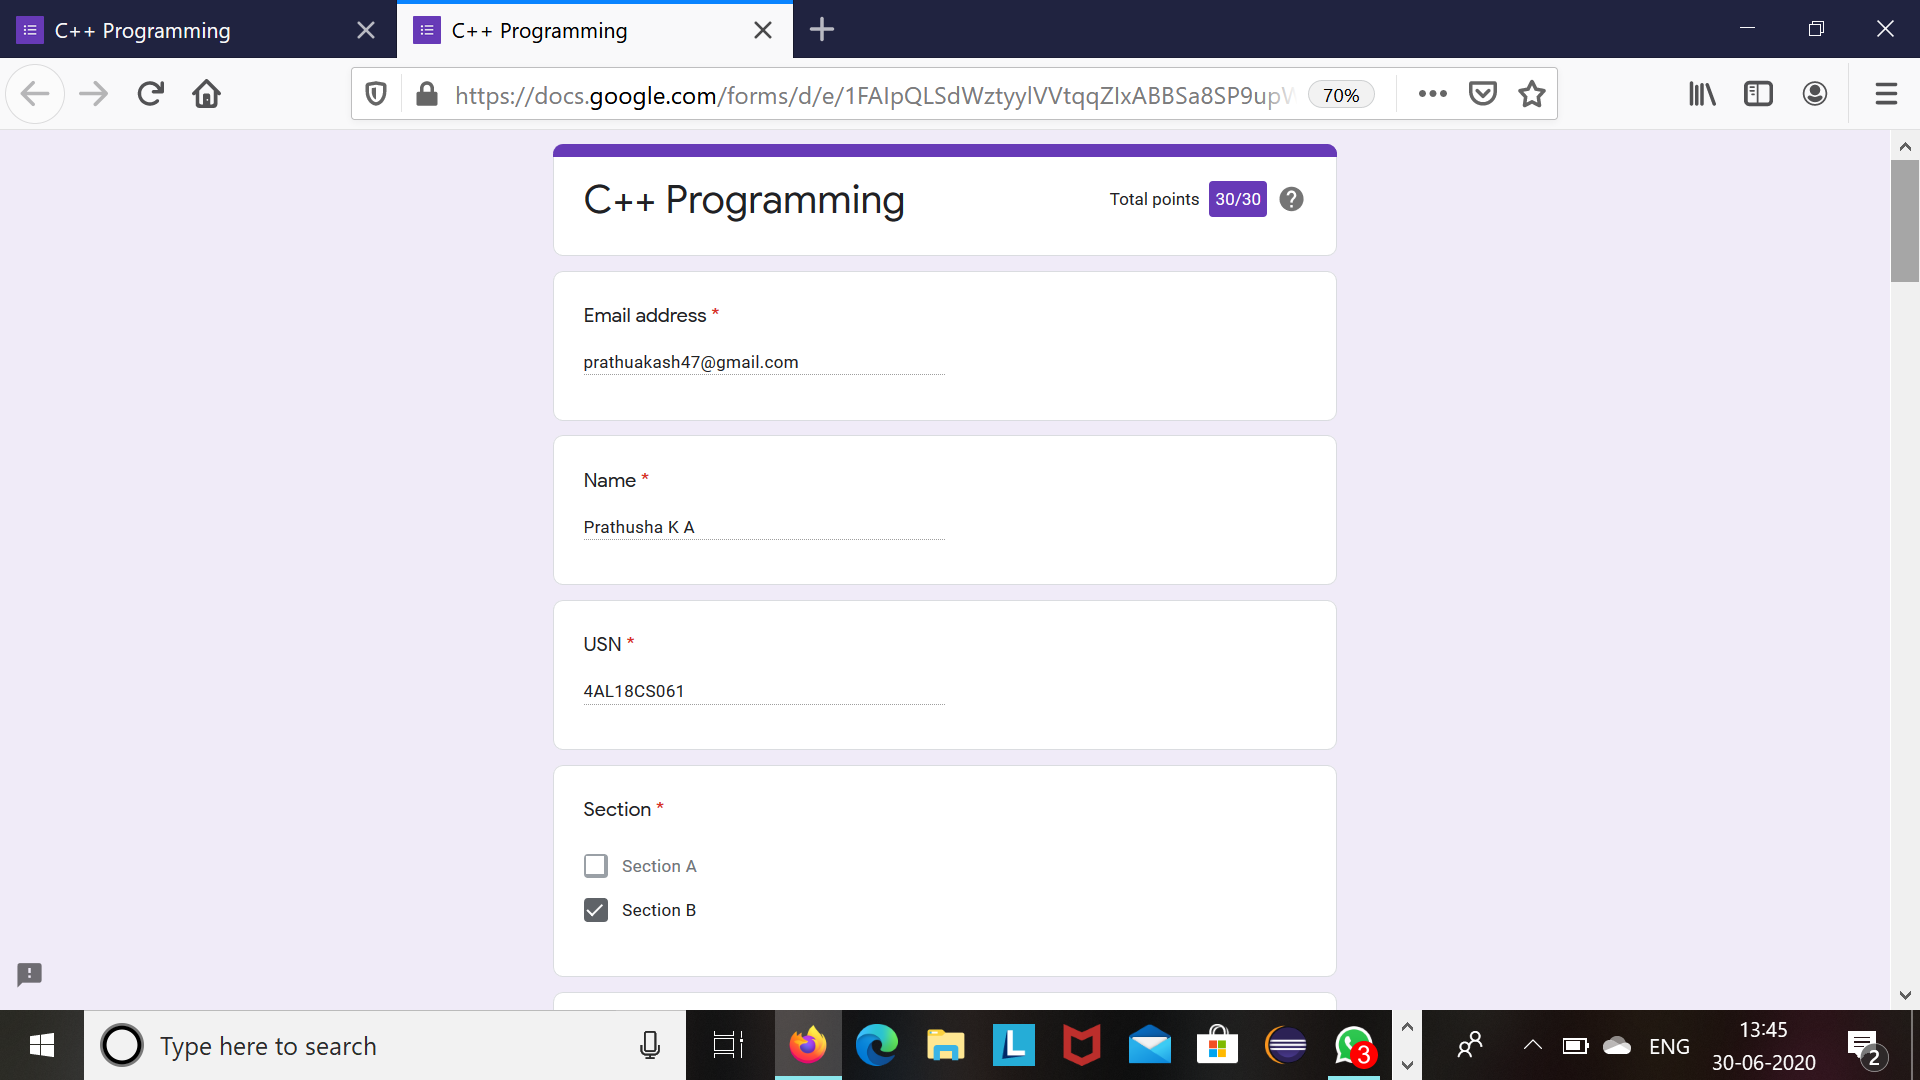 C++ Programming
C++ Programming
https://docs.google.com/forms/d/e/1FAIpQLSdWztyylVVtqqZlxABBSa8SP9upW
70%
C++ Programming
Total points 30/30
Email address *
prathuakash47@gmail.com
Name *
Prathusha K A
USN *
4AL18CS061
Section *
Section A
Section B
Type here to search
L
3
ENG
13:45
30-06-2020
2